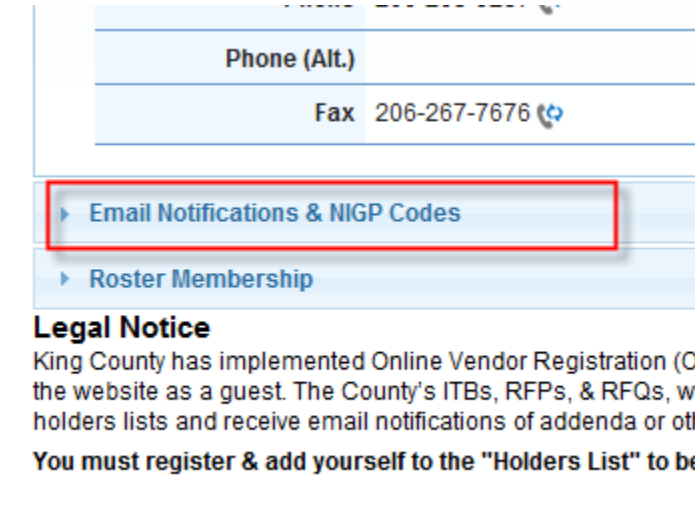 Phone (Alt.)
Fax 206-267-7676
Email Notifications & NIGP Codes
Roster Membership
Legal Notice
King County has implemented Online Vendor Registration (O
the website as a guest. The County's ITBs, RFPs, & RFQs, w
holders lists and receive email notifications of addenda or ot
You must register & add yourself to the "Holders List" to be